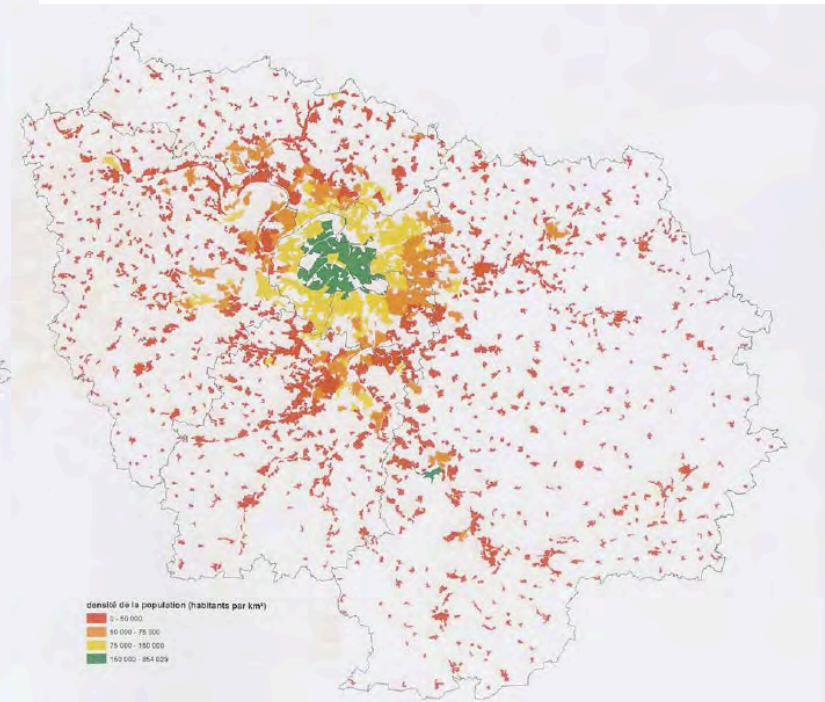 densité de la population (habitants par km²)
0 - 50 000
50 000 - 75 000
75 000 - 150 000
150 000 - 854 029